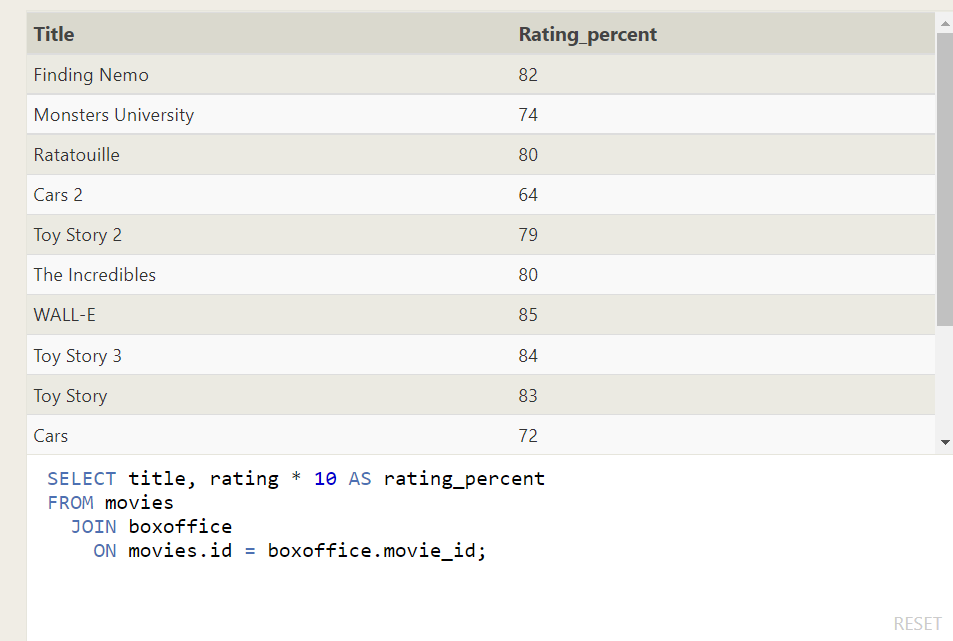 Title Rating_percent
Finding Nemo 82
Monsters University 74
Ratatouille 80
Cars 2 64
Toy Story 2 79
The Incredibles 80
WALL-E 85
Toy Story 3 84
Toy Story 83
Cars 72
SELECT title, rating * 10 AS rating_percent
FROM movies
JOIN boxoffice
ON movies.id = boxoffice.movie_id;
RESET